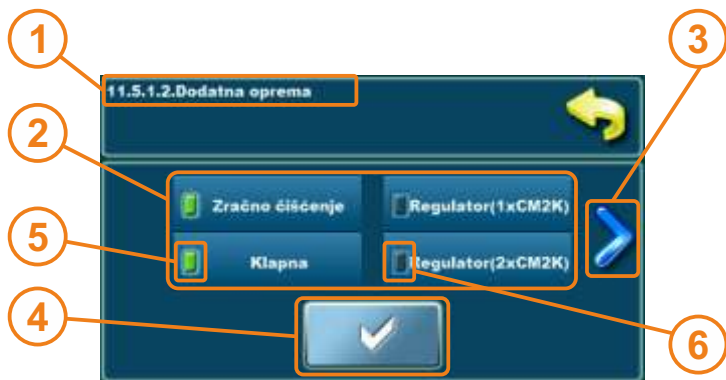 1
3
11.5.1.2.Dodatna oprema
2
Zračno čišćenje
Regulator(1xCM2K)
5
Klapna
Regulator(2xCM2K)
4
6